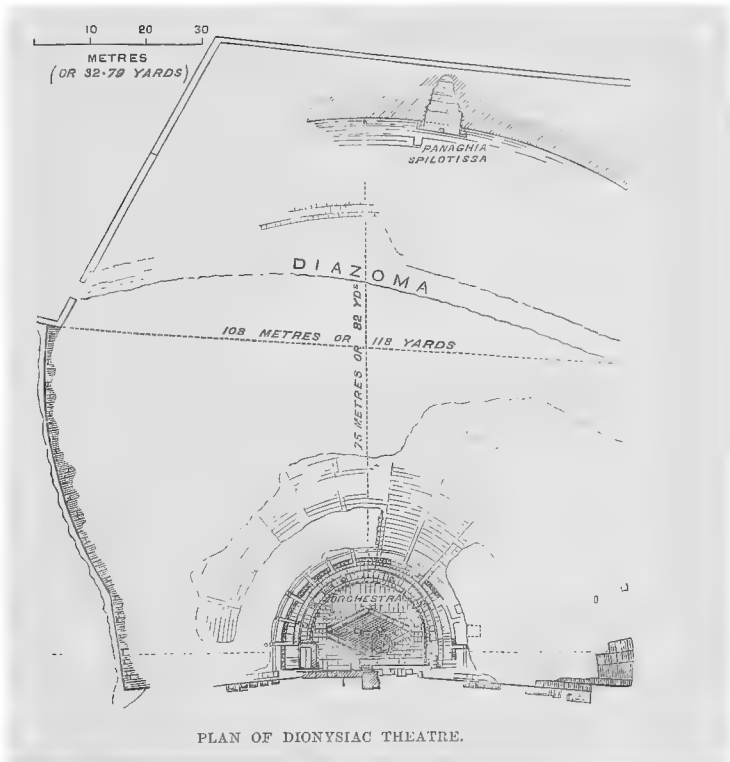 10 20 30
METRES
(OR 32·79 YARDS)
PANAGHIA
SPILOTISSA
DIAZOMA
108 METRES OR 118 YARDS
75 METRES OR 82 YDS
ORCHESTRA
PLAN OF DIONYSIAC THEATRE.